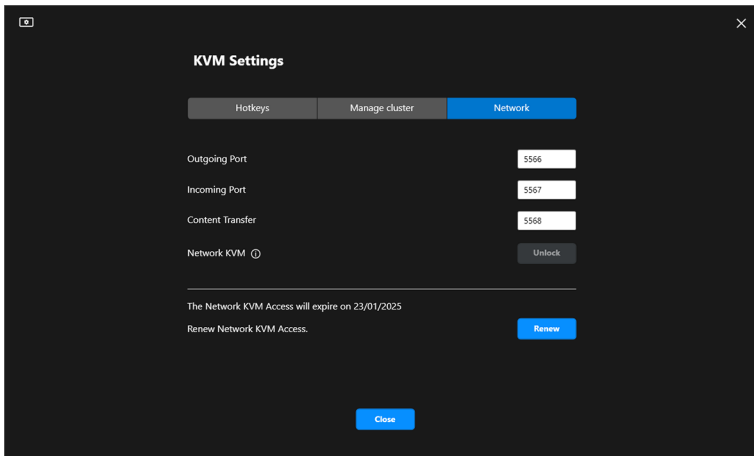 KVM Settings
Hotkeys Manage cluster Network
Outgoing Port 5566
Incoming Port 5567
Content Transfer 5568
Network KVM Unlock
The Network KVM Access will expire on 23/01/2025
Renew Network KVM Access. Renew
Close